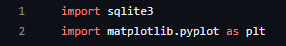 1 import sqlite3
2 import matplotlib.pyplot as plt